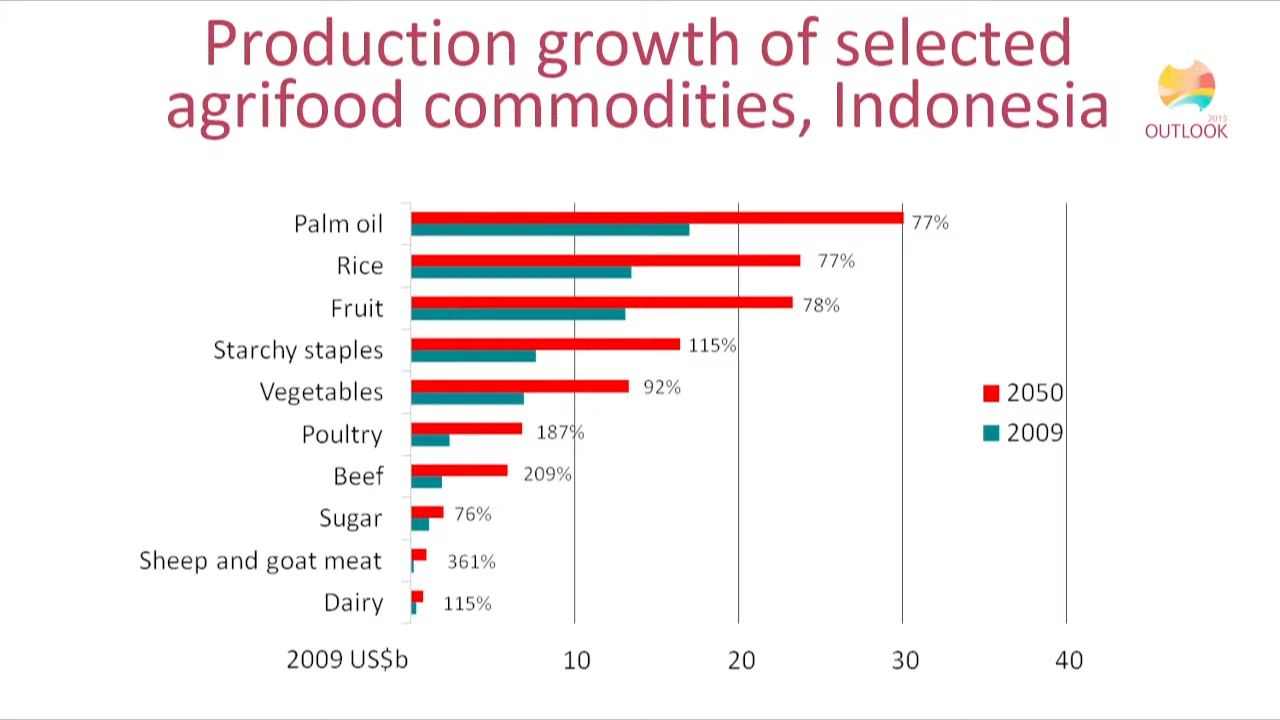 Production growth of selected
agrifood commodities, Indonesia
2015
OUTLOOK
Palm oil
77%
Rice
77%
Fruit
78%
Starchy staples
115%
Vegetables
92%
2050
Poultry
187%
2009
Beef
209%
Sugar
76%
Sheep and goat meat
361%
Dairy
115%
2009 US$b
10
20
30
40